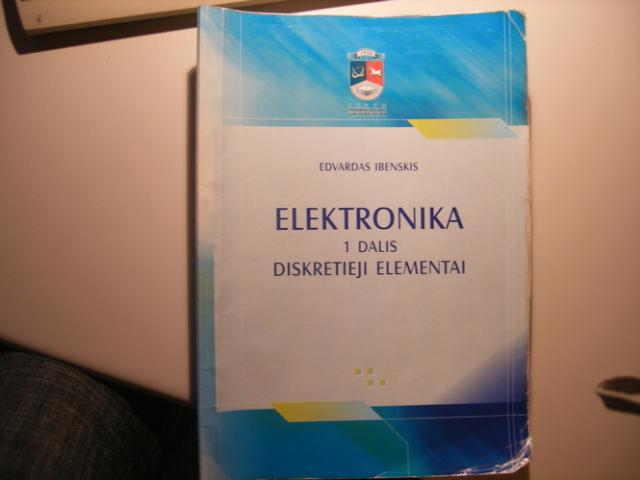 EDVARDAS IBENSKIS
ELEKTRONIKA
1 DALIS
DISKRETIEJI ELEMENTAI